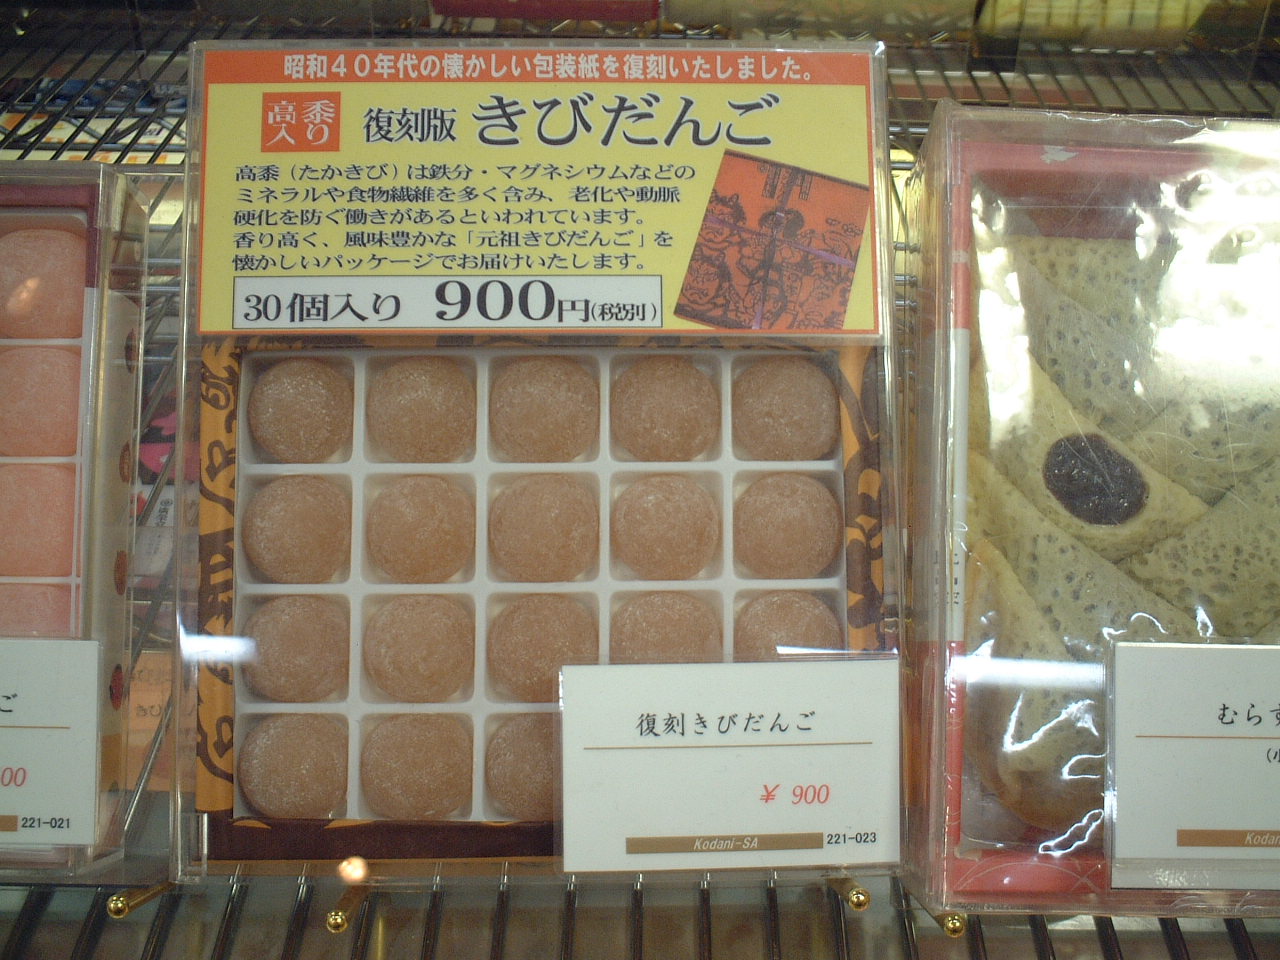 昭和４０年代の懐かしい包装紙を復刻いたしました。
高黍入り
復刻版 きびだんご
高黍（たかきび）は鉄分・マグネシウムなどの
ミネラルや食物繊維を多く含み、老化や動脈
硬化を防ぐ働きがあるといわれています。
香り高く、風味豊かな「元祖きびだんご」を
懐かしいパッケージでお届けいたします。
30個入り 900円(税別)
復刻きびだんご
¥ 900
Kodani-SA 221-023
ご
00
221-021
むらす
Kodan